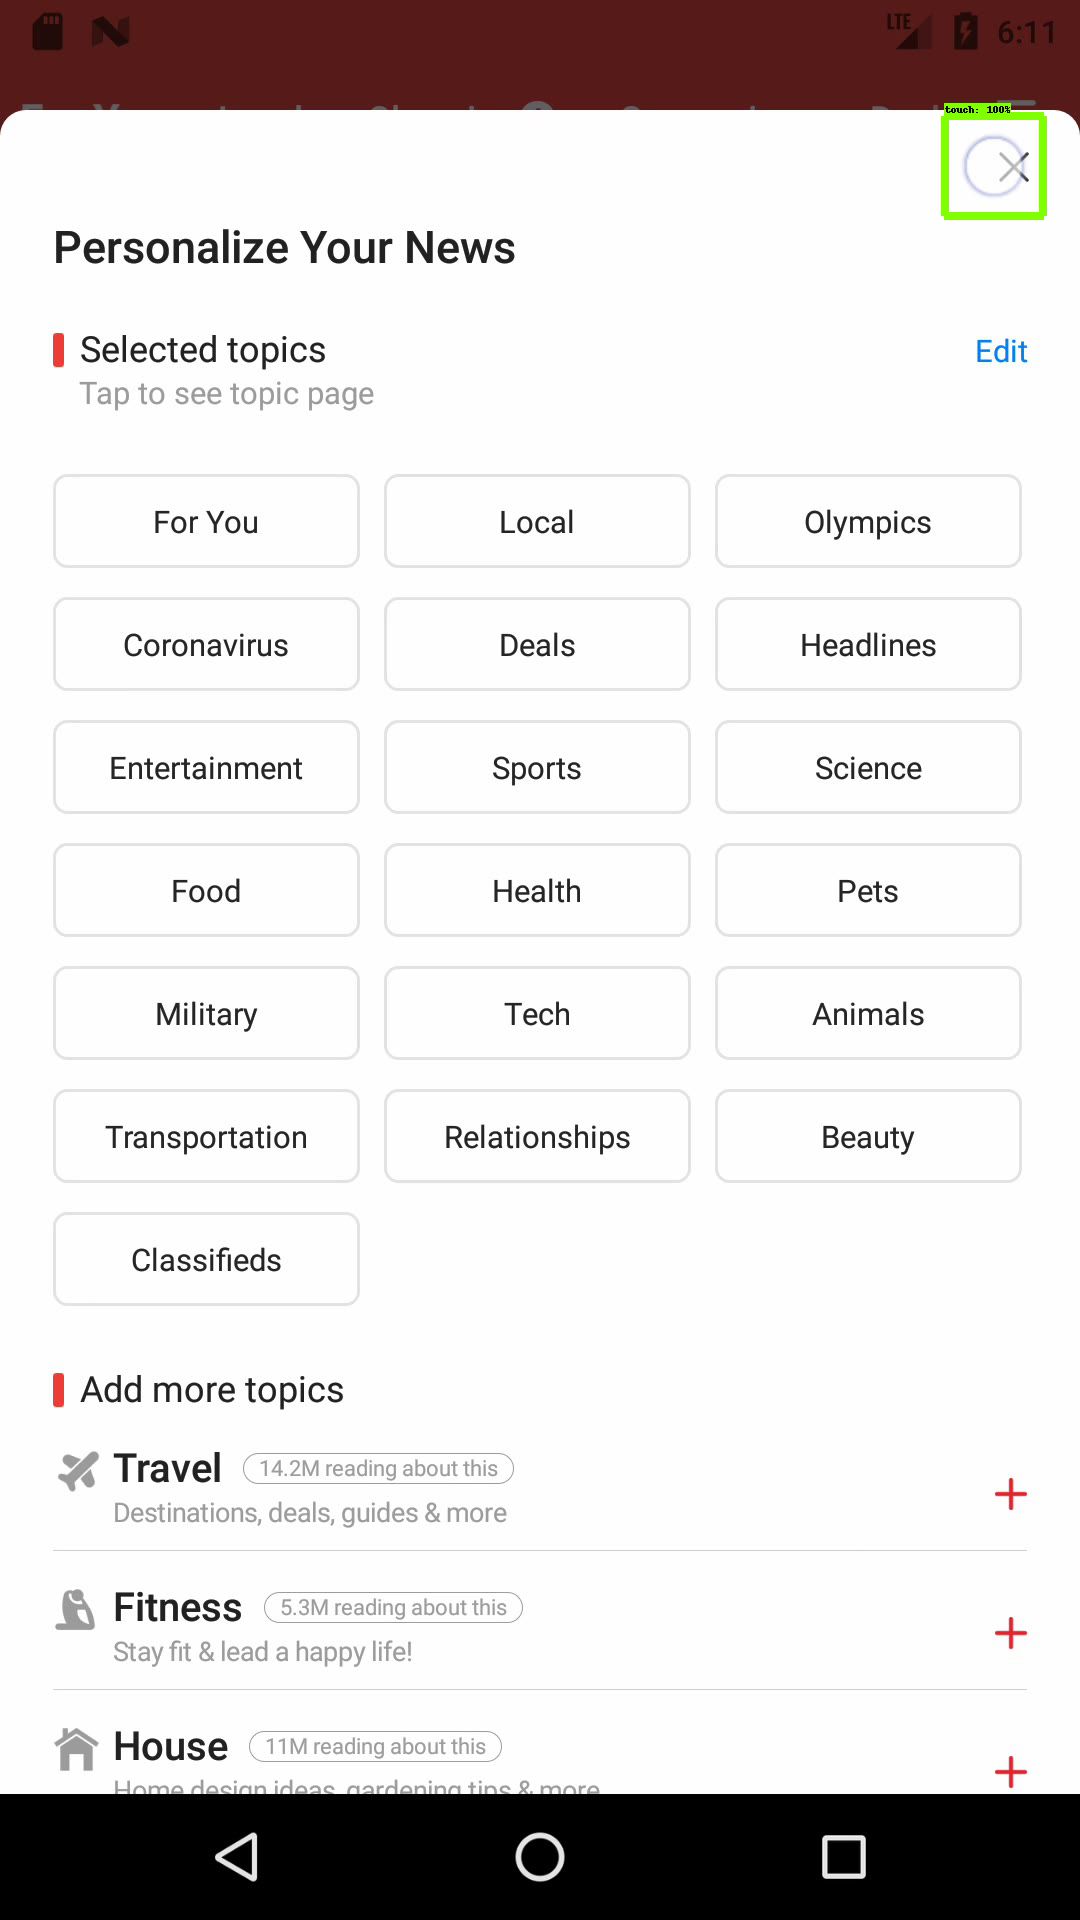 LTE 6:11
touch: 100%
Personalize Your News
Selected topics
Edit
Tap to see topic page
For You Local Olympics
Coronavirus Deals Headlines
Entertainment Sports Science
Food Health Pets
Military Tech Animals
Transportation Relationships Beauty
Classifieds
Add more topics
Travel 14.2M reading about this
Destinations, deals, guides & more
Fitness 5.3M reading about this
Stay fit & lead a happy life!
House 11M reading about this
Home design ideas, gardening tips & more